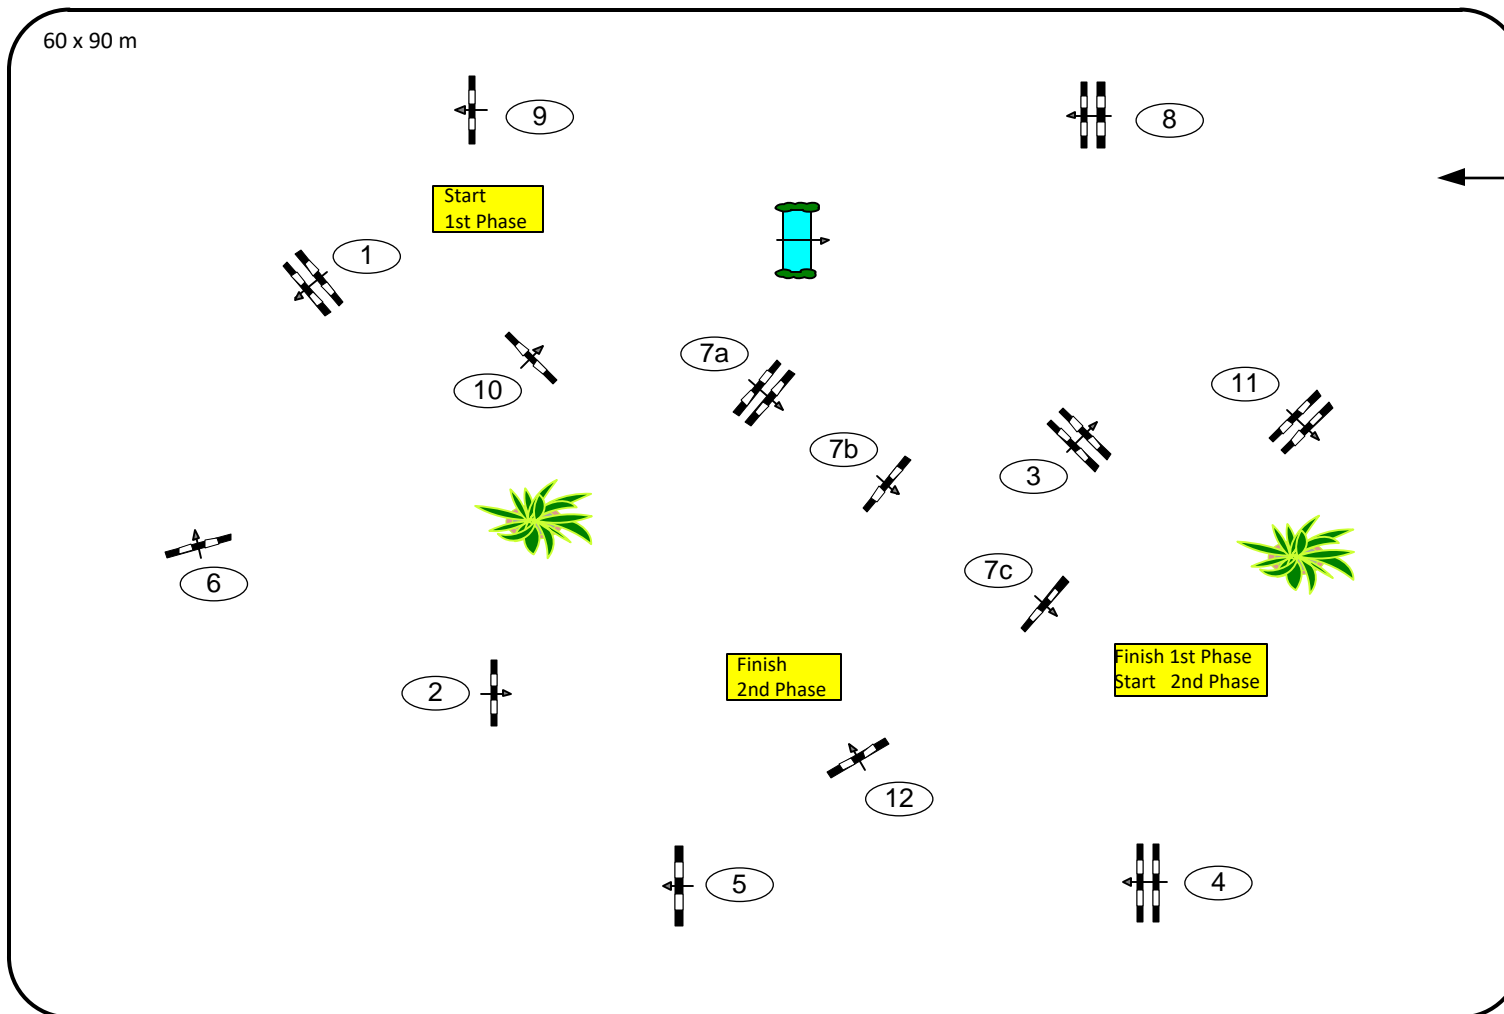 60 x 90 m
9
8
Start
1st Phase
1
7a
10
11
7b
3
7c
6
Finish 1st Phase
Start 2nd Phase
Finish
2nd Phase
2
12
5
4